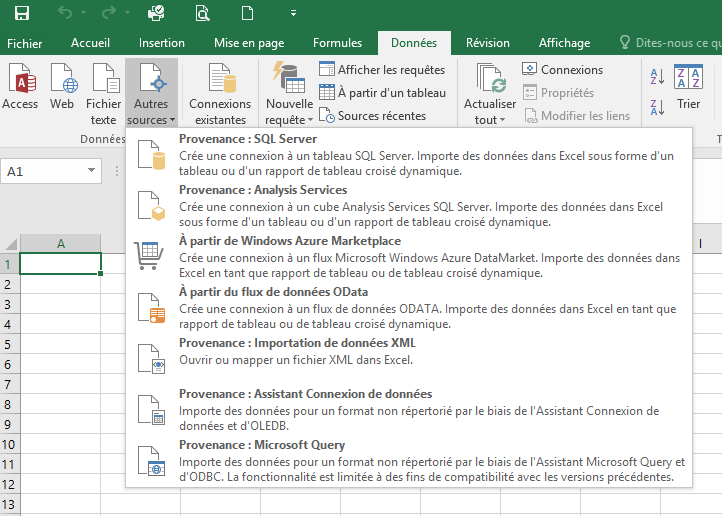 Fichier Accueil Insertion Mise en page Formules Données Révision Affichage Dites-nous ce qu
Access Web Fichier texte Autres sources Connexions existantes Nouvelle requête Afficher les requêtes
À partir d'un tableau
Sources récentes
Actualiser tout Connexions
Propriétés
Modifier les liens
A Z Z A Z A A Z Trier
Données
A1
Provenance : SQL Server
Crée une connexion à un tableau SQL Server. Importe des données dans Excel sous forme d'un
tableau ou d'un rapport de tableau croisé dynamique.
Provenance : Analysis Services
Crée une connexion à un cube Analysis Services SQL Server. Importe des données dans Excel
sous forme d'un tableau ou d'un rapport de tableau croisé dynamique.
À partir de Windows Azure Marketplace
Crée une connexion à un flux Microsoft Windows Azure DataMarket. Importe des données dans
Excel en tant que rapport de tableau ou de tableau croisé dynamique.
À partir du flux de données OData
Crée une connexion à un flux de données ODATA. Importe des données dans Excel en tant que
rapport de tableau ou de tableau croisé dynamique.
Provenance : Importation de données XML
Ouvrir ou mapper un fichier XML dans Excel.
Provenance : Assistant Connexion de données
Importe des données pour un format non répertorié par le biais de l'Assistant Connexion de
données et d'OLEDB.
Provenance : Microsoft Query
Importe des données pour un format non répertorié par le biais de l'Assistant Microsoft Query et
d'ODBC. La fonctionnalité est limitée à des fins de compatibilité avec les versions précédentes.
A I
1
2
3
4
5
6
7
8
9
10
11
12
13